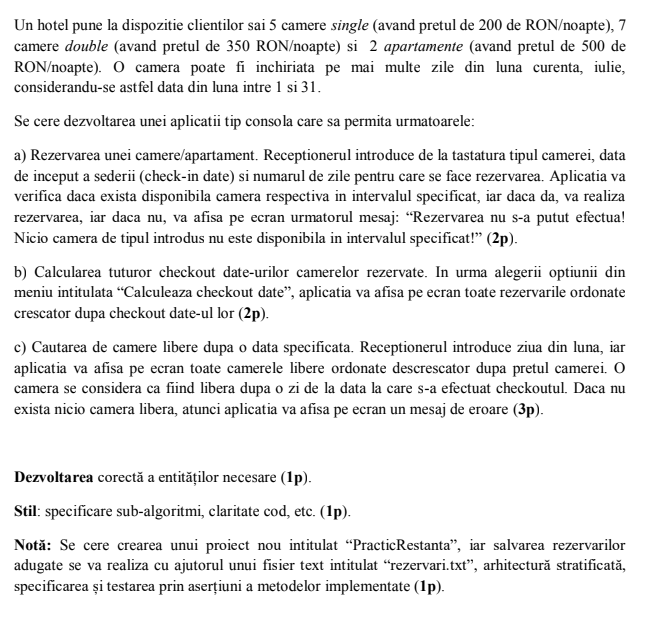 Un hotel pune la dispozitie clientilor sai 5 camere single (avand pretul de 200 de RON/noapte), 7
camere double (avand pretul de 350 RON/noapte) si 2 apartamente (avand pretul de 500 de
RON/noapte). O camera poate fi inchiriata pe mai multe zile din luna curenta, iulie,
considerandu-se astfel data din luna intre 1 si 31.
Se cere dezvoltarea unei aplicatii tip consola care sa permita urmatoarele:
a) Rezervarea unei camere/apartament. Receptionerul introduce de la tastatura tipul camerei, data
de inceput a sederii (check-in date) si numarul de zile pentru care se face rezervarea. Aplicatia va
verifica daca exista disponibila camera respectiva in intervalul specificat, iar daca da, va realiza
rezervarea, iar daca nu, va afisa pe ecran urmatorul mesaj: “Rezervarea nu s-a putut efectua!
Nicio camera de tipul introdus nu este disponibila in intervalul specificat!” (2p).
b) Calcularea tuturor checkout date-urilor camerelor rezervate. In urma alegerii optiunii din
meniu intitulata “Calculeaza checkout date”, aplicatia va afisa pe ecran toate rezervarile ordonate
crescator dupa checkout date-ul lor (2p).
c) Cautarea de camere libere dupa o data specificata. Receptionerul introduce ziua din luna, iar
aplicatia va afisa pe ecran toate camerele libere ordonate descrescator dupa pretul camerei. O
camera se considera ca fiind libera dupa o zi de la data la care s-a efectuat checkoutul. Daca nu
exista nicio camera libera, atunci aplicatia va afisa pe ecran un mesaj de eroare (3p).
Dezvoltarea corectă a entităților necesare (1p).
Stil: specificare sub-algoritmi, claritate cod, etc. (1p).
Notă: Se cere crearea unui proiect nou intitulat “PracticRestanta”, iar salvarea rezervarilor
adugate se va realiza cu ajutorul unui fisier text intitulat “rezervari.txt”, arhitectură stratificată,
specificarea și testarea prin aserțiuni a metodelor implementate (1p).